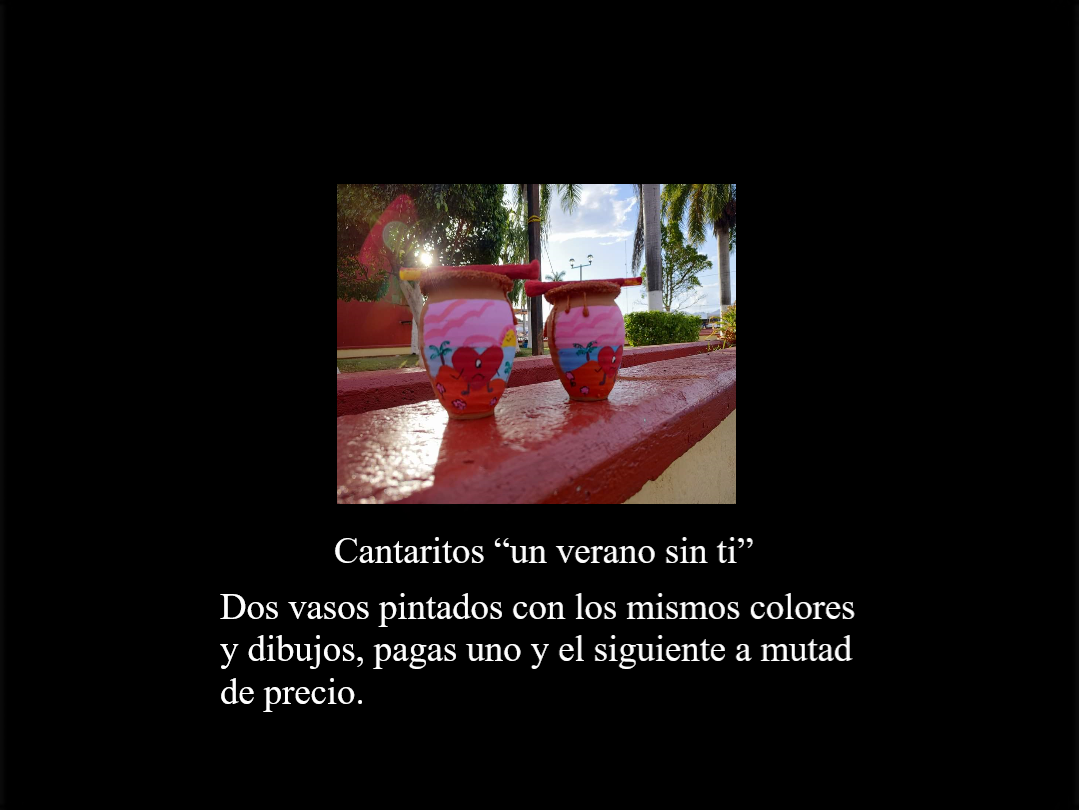 Cantaritos “un verano sin ti”
Dos vasos pintados con los mismos colores
y dibujos, pagas uno y el siguiente a mutad
de precio.